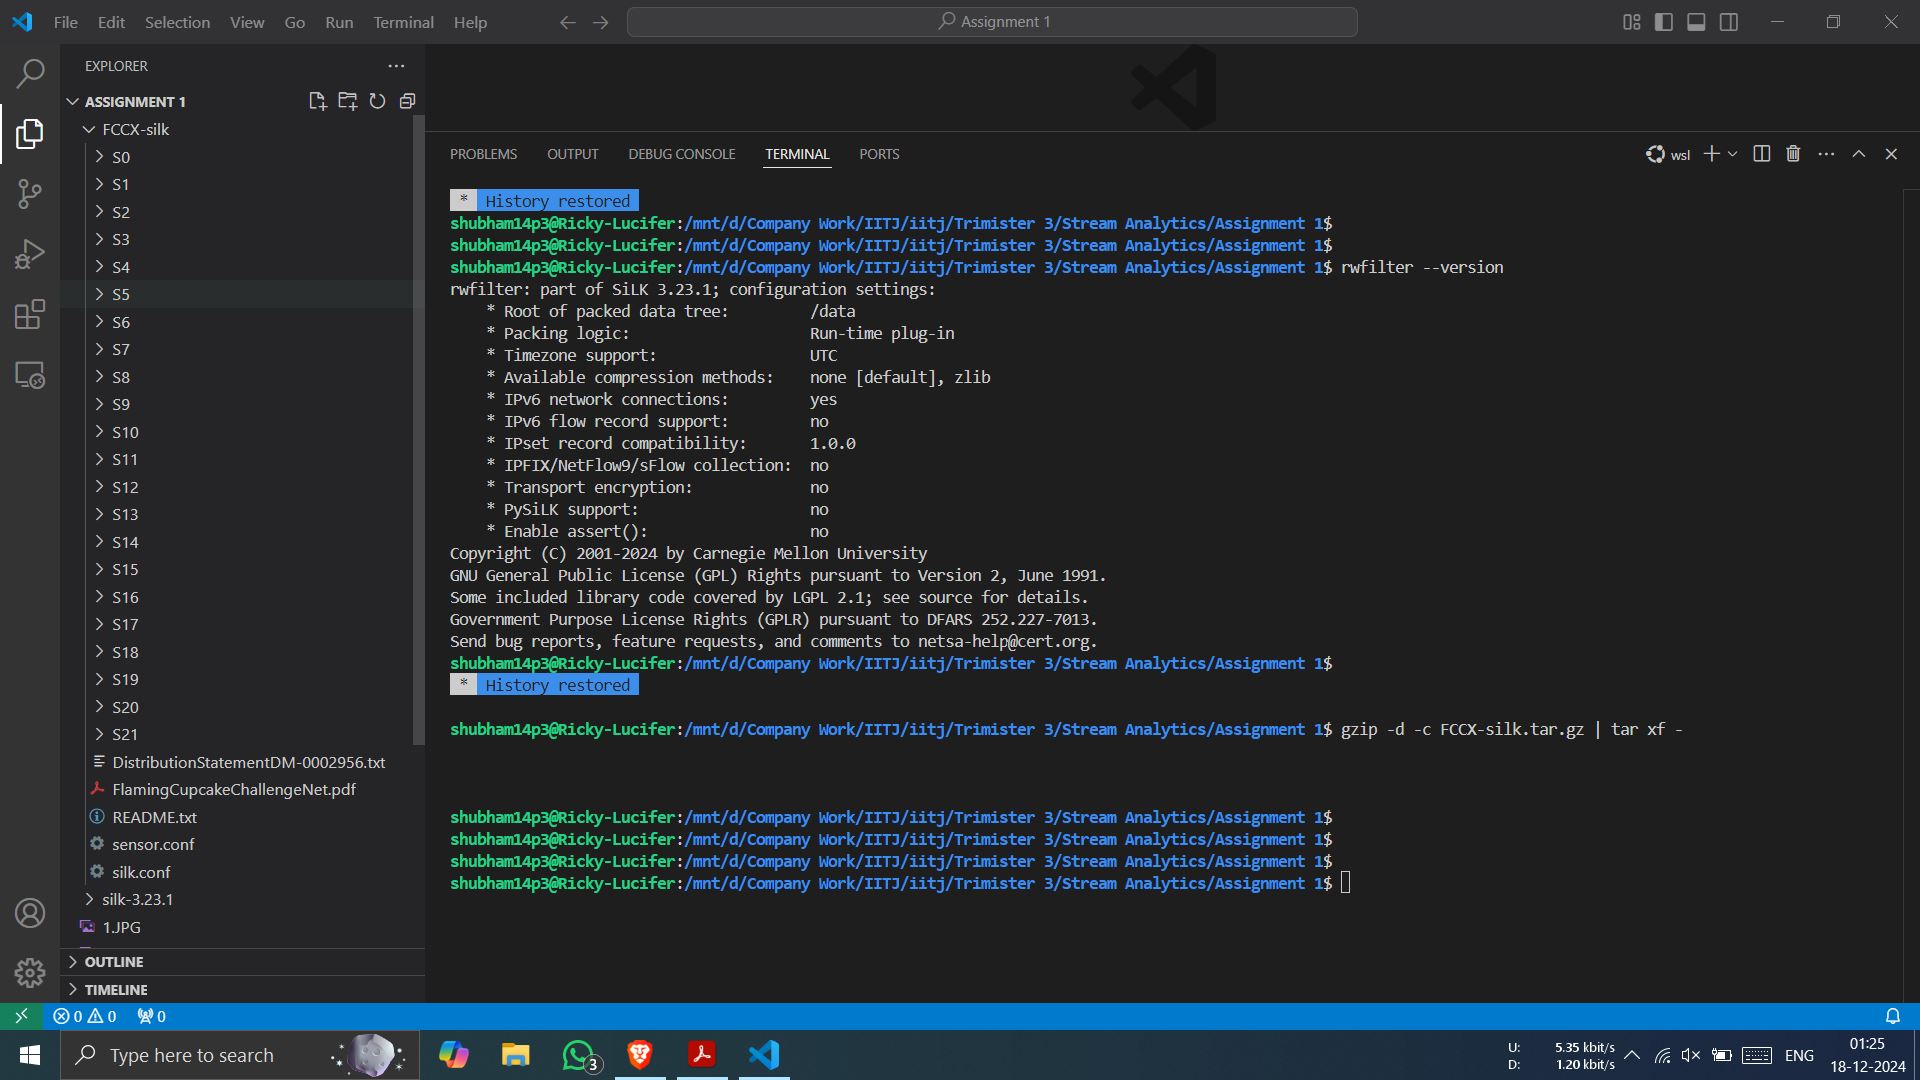 File Edit Selection View Go Run Terminal Help
Assignment 1
EXPLORER
ASSIGNMENT 1
FCCX-silk
S0
S1
S2
S3
S4
S5
S6
S7
S8
S9
S10
S11
S12
S13
S14
S15
S16
S17
S18
S19
S20
S21
DistributionStatementDM-0002956.txt
FlamingCupcakeChallengeNet.pdf
README.txt
sensor.conf
silk.conf
silk-3.23.1
1.JPG
OUTLINE
TIMELINE
PROBLEMS OUTPUT DEBUG CONSOLE TERMINAL PORTS
wsl
* History restored
shubham14p3@Ricky-Lucifer:/mnt/d/Company Work/IITJ/iitj/Trimister 3/Stream Analytics/Assignment 1$
shubham14p3@Ricky-Lucifer:/mnt/d/Company Work/IITJ/iitj/Trimister 3/Stream Analytics/Assignment 1$
shubham14p3@Ricky-Lucifer:/mnt/d/Company Work/IITJ/iitj/Trimister 3/Stream Analytics/Assignment 1$ rwfilter --version
rwfilter: part of SiLK 3.23.1; configuration settings:
* Root of packed data tree: /data
* Packing logic: Run-time plug-in
* Timezone support: UTC
* Available compression methods: none [default], zlib
* IPv6 network connections: yes
* IPv6 flow record support: no
* IPset record compatibility: 1.0.0
* IPFIX/NetFlow9/sFlow collection: no
* Transport encryption: no
* PySiLK support: no
* Enable assert(): no
Copyright (C) 2001-2024 by Carnegie Mellon University
GNU General Public License (GPL) Rights pursuant to Version 2, June 1991.
Some included library code covered by LGPL 2.1; see source for details.
Government Purpose License Rights (GPLR) pursuant to DFARS 252.227-7013.
Send bug reports, feature requests, and comments to netsa-help@cert.org.
shubham14p3@Ricky-Lucifer:/mnt/d/Company Work/IITJ/iitj/Trimister 3/Stream Analytics/Assignment 1$
* History restored
shubham14p3@Ricky-Lucifer:/mnt/d/Company Work/IITJ/iitj/Trimister 3/Stream Analytics/Assignment 1$ gzip -d -c FCCX-silk.tar.gz | tar xf -
shubham14p3@Ricky-Lucifer:/mnt/d/Company Work/IITJ/iitj/Trimister 3/Stream Analytics/Assignment 1$
shubham14p3@Ricky-Lucifer:/mnt/d/Company Work/IITJ/iitj/Trimister 3/Stream Analytics/Assignment 1$
shubham14p3@Ricky-Lucifer:/mnt/d/Company Work/IITJ/iitj/Trimister 3/Stream Analytics/Assignment 1$
shubham14p3@Ricky-Lucifer:/mnt/d/Company Work/IITJ/iitj/Trimister 3/Stream Analytics/Assignment 1$
0 0 0
Type here to search
3
U: 5.35 kbit/s
D: 1.20 kbit/s
ENG
01:25
18-12-2024